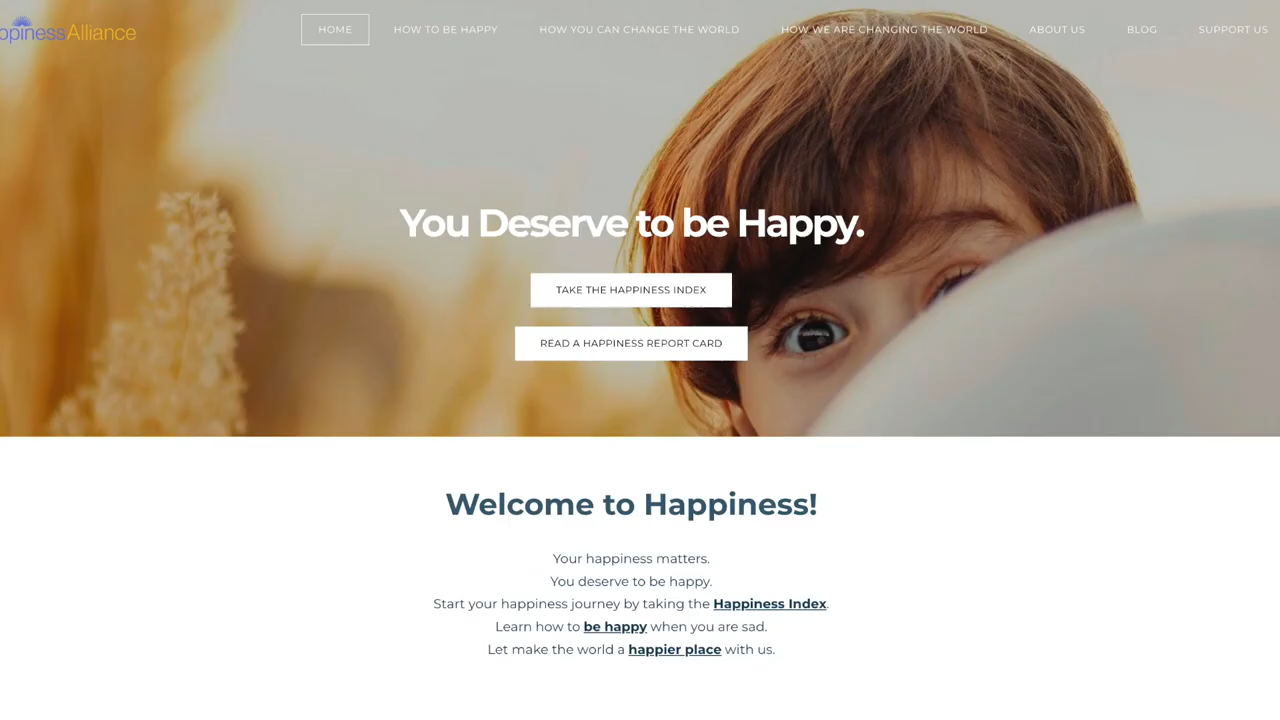 ppinessAlliance
HOME
HOW TO BE HAPPY
HOW YOU CAN CHANGE THE WORLD
HOW WE ARE CHANGING THE WORLD
ABOUT US
BLOG
SUPPORT US
You Deserve to be Happy.
TAKE THE HAPPINESS INDEX
READ A HAPPINESS REPORT CARD
Welcome to Happiness!
Your happiness matters.
You deserve to be happy.
Start your happiness journey by taking the Happiness Index.
Learn how to be happy when you are sad.
Let make the world a happier place with us.